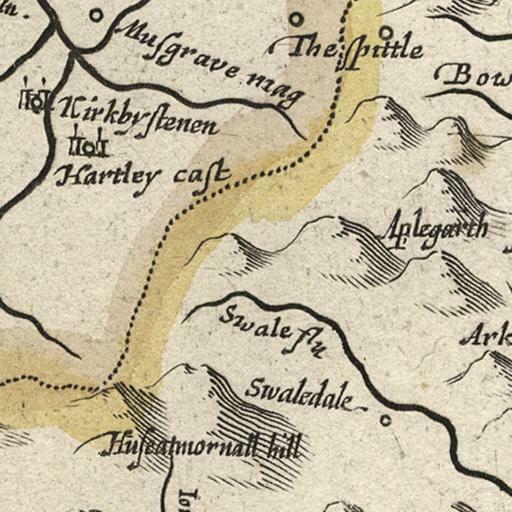 Musgrave mag
The ſpittle
Bow
Kirkbyſtenen
Hartley caſt
Aplegarth
Swale flu
Ark
Swaledale
Huſeatmornall hill